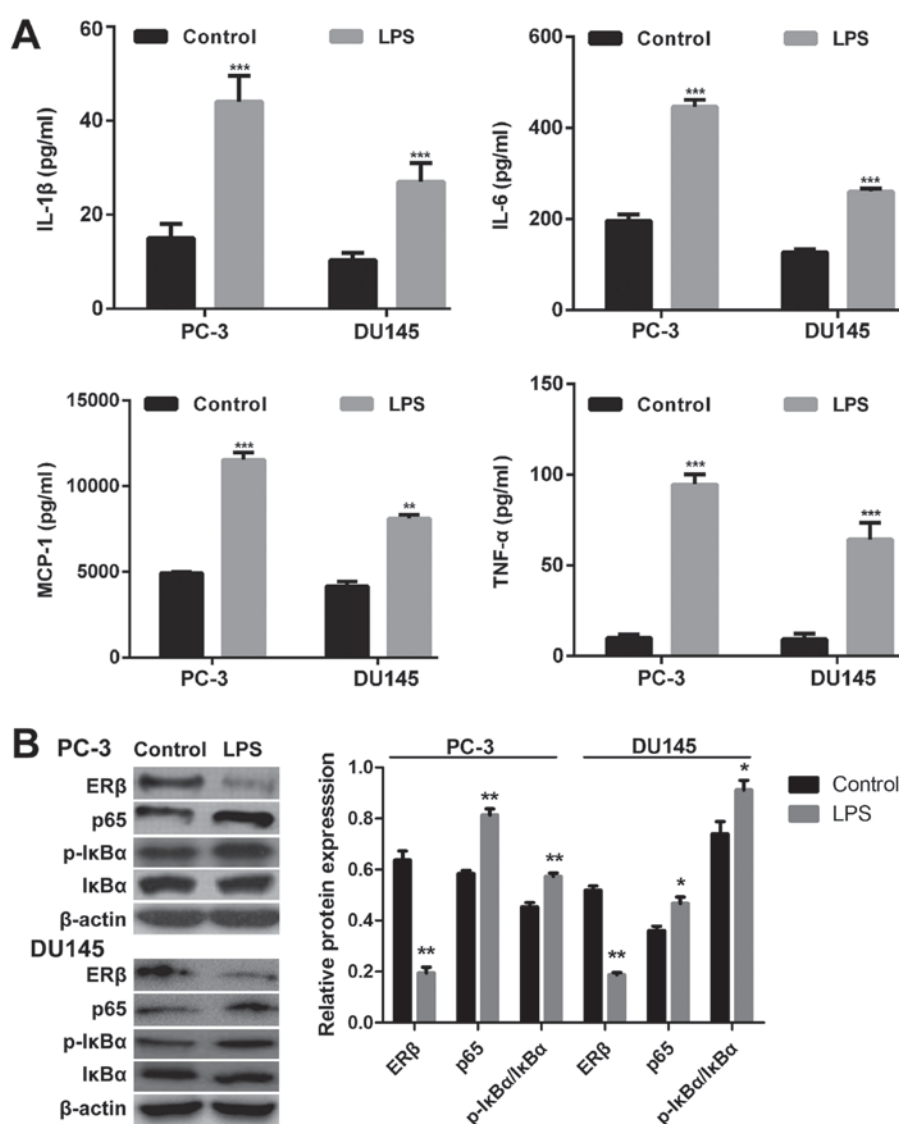 A
Control LPS
60
40
20
0
IL-1β (pg/ml)
***
***
PC-3 DU145
Control LPS
600
400
200
0
IL-6 (pg/ml)
***
***
PC-3 DU145
Control LPS
15000
10000
5000
0
MCP-1 (pg/ml)
***
**
PC-3 DU145
Control LPS
150
100
50
0
TNF-α (pg/ml)
***
***
PC-3 DU145
B
PC-3 Control LPS
ERβ
p65
p-IκBα
IκBα
β-actin
DU145
ERβ
p65
p-IκBα
IκBα
β-actin
PC-3 DU145
Control
LPS
1.0
0.8
0.6
0.4
0.2
0.0
Relative protein expresssion
**
**
**
**
*
*
ERβ p65 p-IκBα/IκBα ERβ p65 p-IκBα/IκBα